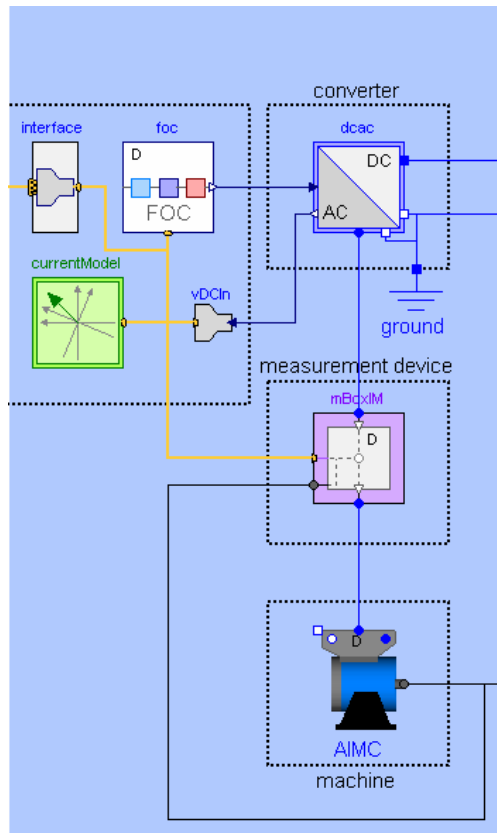 converter
interface
foc
dcac
D
FOC
DC
AC
currentModel
vDCIn
ground
measurement device
mBoxIM
D
D
AIMC
machine